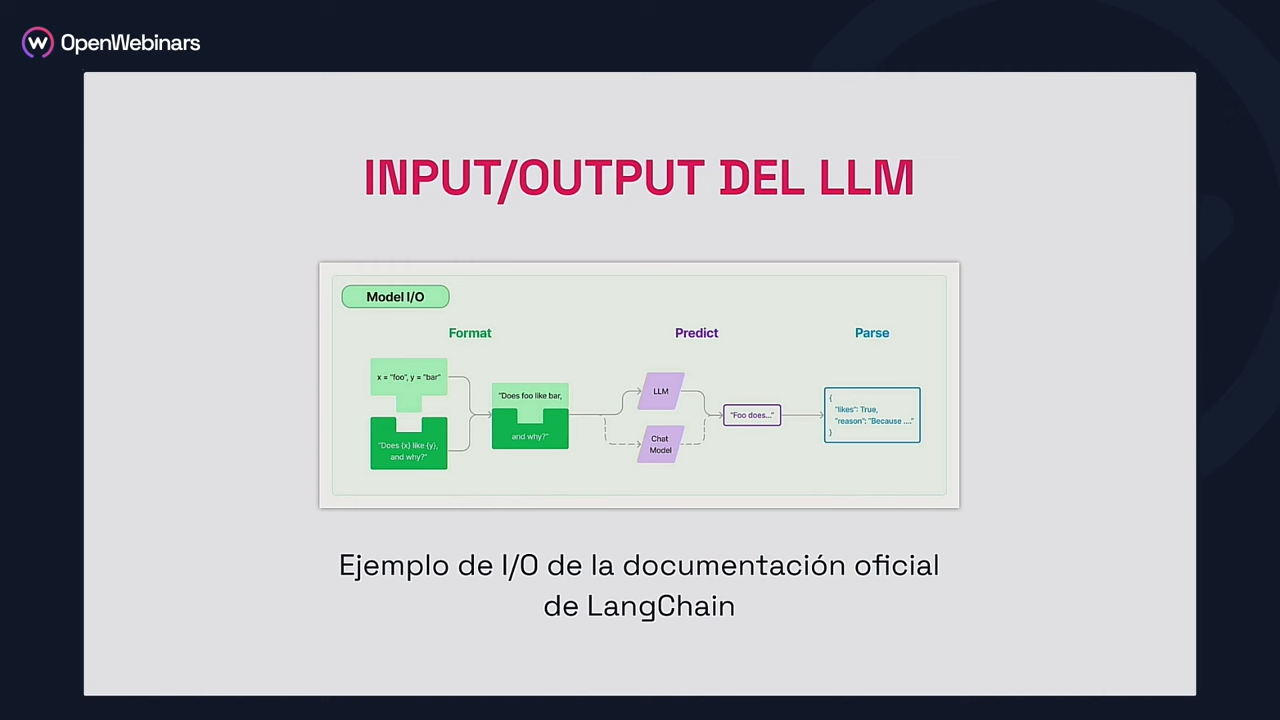 OpenWebinars
INPUT/OUTPUT DEL LLM
Model I/O
Format
Predict
Parse
x = "foo", y = "bar"
"Does {x} like {y},
and why?"
"Does foo like bar,
and why?"
LLM
Chat
Model
"Foo does..."
{
"likes": True,
"reason": "Because ...."
}
Ejemplo de I/O de la documentación oficial
de LangChain